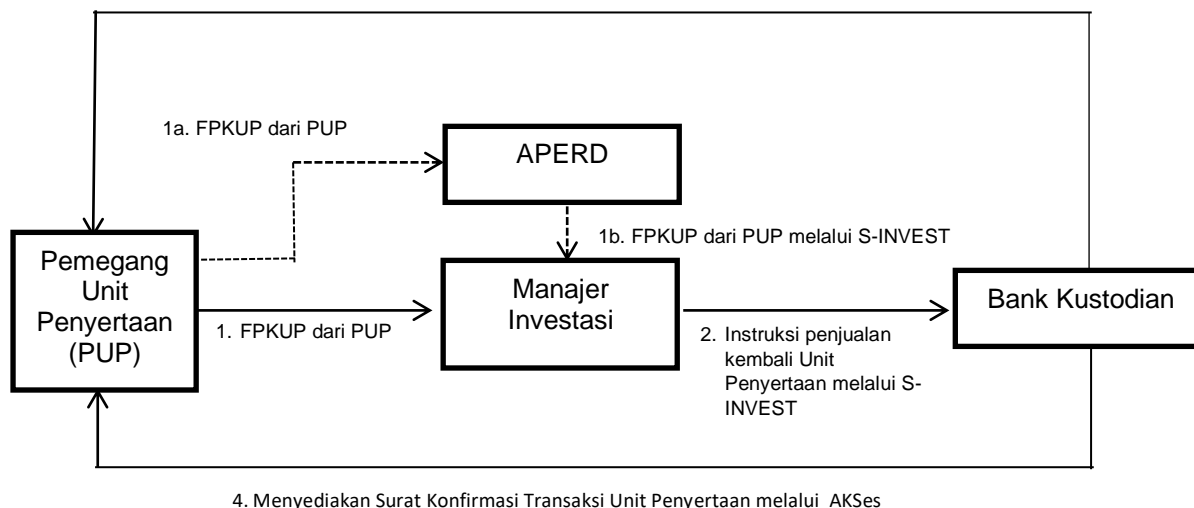 1a. FPKUP dari PUP
APERD
1b. FPKUP dari PUP melalui S-INVEST
Pemegang
Unit
Penyertaan
(PUP)
Manajer
Investasi
Bank Kustodian
1. FPKUP dari PUP
2. Instruksi penjualan
kembali Unit
Penyertaan melalui S-
INVEST
4. Menyediakan Surat Konfirmasi Transaksi Unit Penyertaan melalui AKSes